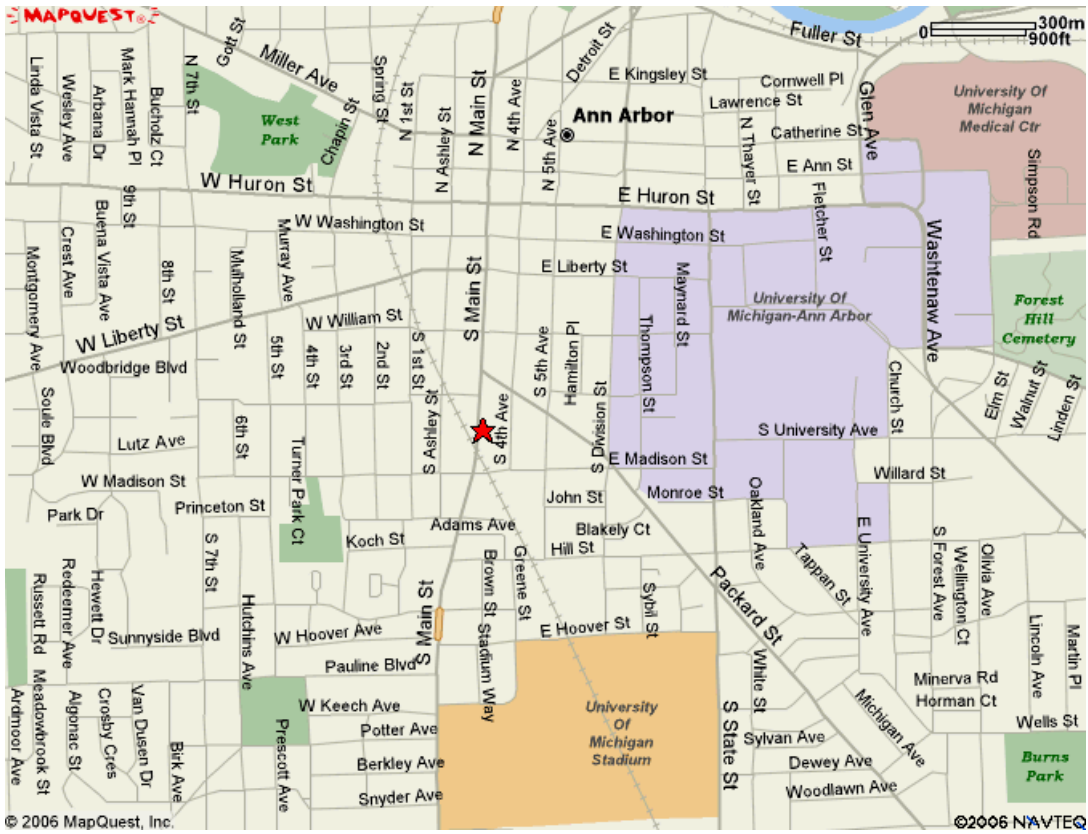 MAPQUEST®
300m
900ft
Fuller St
Detroit St
E Kingsley St
Cornwell Pl
Lawrence St
Glen Ave
University Of
Michigan
Medical Ctr
Gott St
Miller Ave
N 7th St
Spring St
N 1st St
N Ashley St
N Main St
N 4th Ave
N 5th Ave
Ann Arbor
Catherine St
N Thayer St
E Ann St
Simpson Rd
Linda Vista St
Wesley Ave
Arbana Dr
Mark Hannah Pl
Bucholz Ct
West
Park
Chapin St
W Huron St
E Huron St
Fletcher St
Washtenaw Ave
9th St
W Washington St
E Washington St
Montgomery Ave
Crest Ave
Buena Vista Ave
8th St
Mulholland St
Murray Ave
S Main St
E Liberty St
Maynard St
University Of
Michigan-Ann Arbor
Forest
Hill
Cemetery
W Liberty St
W William St
Woodbridge Blvd
5th St
4th St
3rd St
2nd St
S 1st St
S Ashley St
S 4th Ave
S 5th Ave
Hamilton Pl
Thompson St
S Division St
Church St
Elm St
Walnut St
Linden St
Soule Blvd
Lutz Ave
6th St
Turner Park Ct
S University Ave
E Madison St
W Madison St
Willard St
Princeton St
Park Dr
John St
Monroe St
Oakland Ave
Adams Ave
Blakely Ct
Koch St
Hill St
E University Ave
S Forest Ave
Wellington Ct
Olivia Ave
S 7th St
Tappan St
Packard St
Russett Rd
Redeemer Ave
Hewett Dr
Hutchins Ave
S Main St
Brown St
Greene St
Sybil St
Sunnyside Blvd
W Hoover Ave
E Hoover St
Stadium Way
Lincoln Ave
Martin Pl
Pauline Blvd
White St
Minerva Rd
Horman Ct
Michigan Ave
Ardmoor Ave
Meadowbrook St
Algonac St
Crosby Cres
Van Dusen Dr
Birk Ave
Prescott Ave
W Keech Ave
Potter Ave
University
Of
Michigan
Stadium
S State St
Wells St
Sylvan Ave
Berkley Ave
Dewey Ave
Burns
Park
Snyder Ave
Woodlawn Ave
© 2006 MapQuest, Inc.
©2006 NAVTEQ